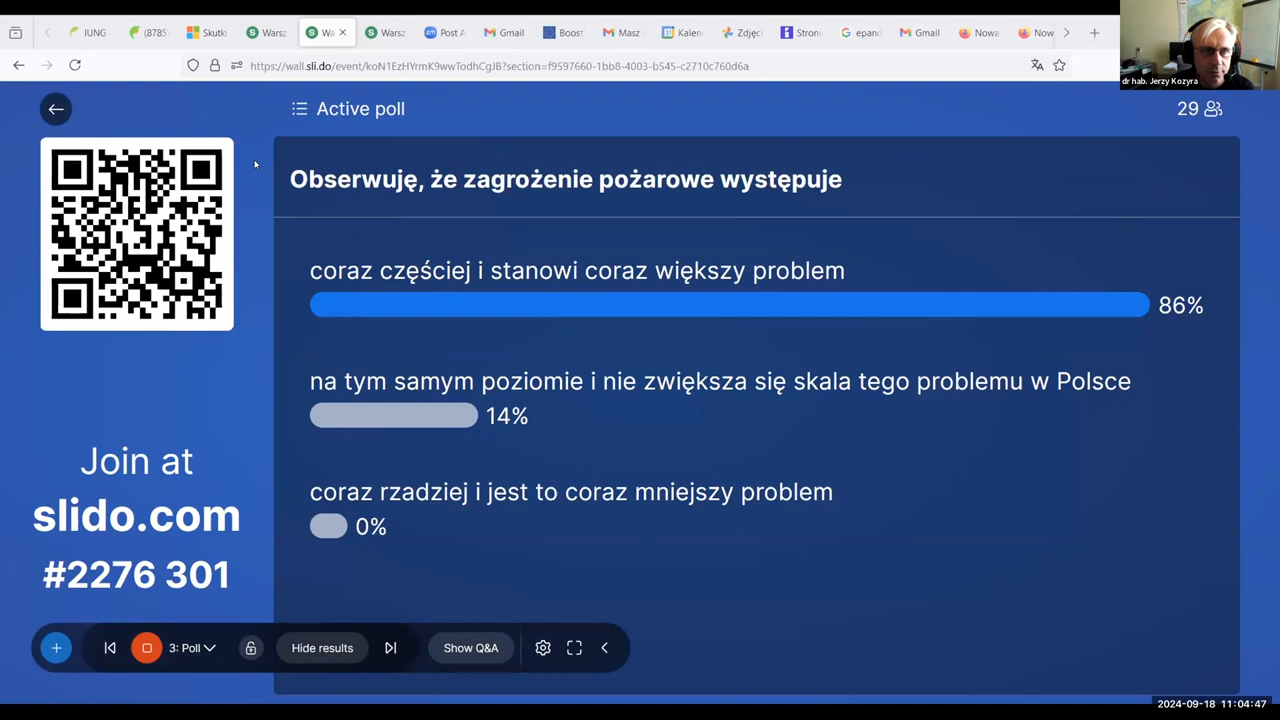 IUNG
(8785
Skutki
Warsz
Wa
Warsz
Post A
Gmail
Boost
Masz
Kalen
Zdjęci
Stron
epand
Gmail
Nowa
Now
https://wall.sli.do/event/koN1EzHYrmK9wwTodhCgJB?section=f9597660-1bb8-4003-b545-c2710c760d6a
dr hab. Jerzy Kozyra
Active poll
29
Obserwuję, że zagrożenie pożarowe występuje
coraz częściej i stanowi coraz większy problem
86%
na tym samym poziomie i nie zwiększa się skala tego problemu w Polsce
14%
coraz rzadziej i jest to coraz mniejszy problem
0%
Join at
slido.com
#2276 301
3: Poll
Hide results
Show Q&A
2024-09-18 11:04:47